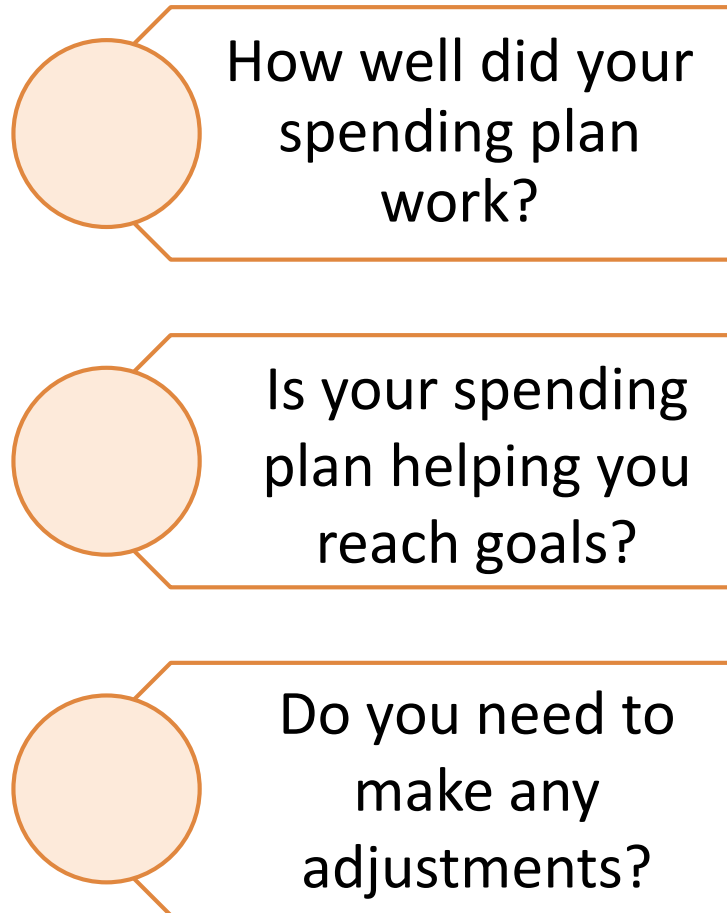 How well did your
spending plan
work?
Is your spending
plan helping you
reach goals?
Do you need to
make any
adjustments?